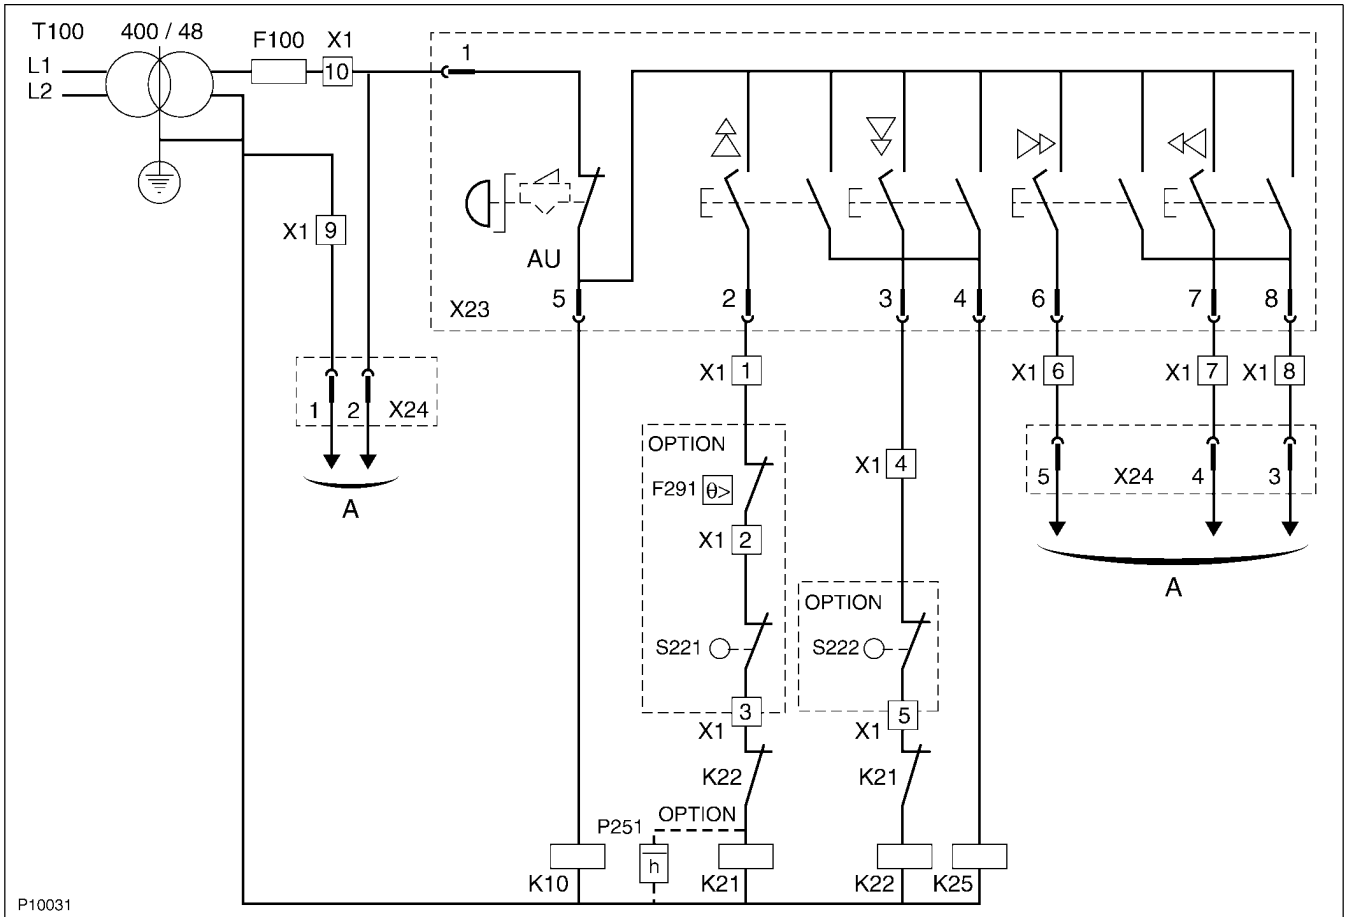 T100 400 / 48 F100 X1
L1
L2
10
1
AU
X1 9
X23
5 2 3 4 6 7 8
X1 1
X1 6
X1 7
X1 8
1 2 X24
A
OPTION
F291 θ>
X1 4
5 X24 4 3
A
X1 2
OPTION
S221
S222
3
X1
5
X1
K22
K21
OPTION
P251
h
K10 K21 K22 K25
P10031